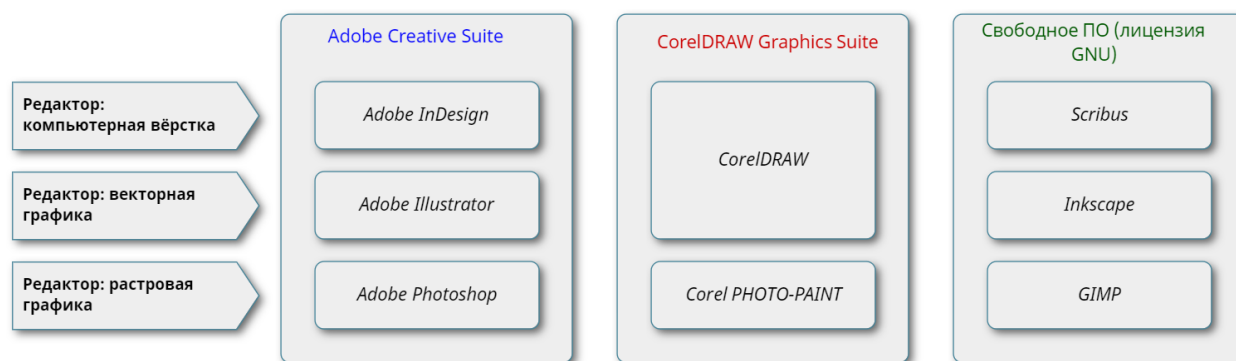 Adobe Creative Suite
CorelDRAW Graphics Suite
Свободное ПО (лицензия
GNU)
Редактор:
компьютерная вёрстка
Adobe InDesign
CorelDRAW
Scribus
Редактор: векторная
графика
Adobe Illustrator
Inkscape
Редактор: растровая
графика
Adobe Photoshop
Corel PHOTO-PAINT
GIMP